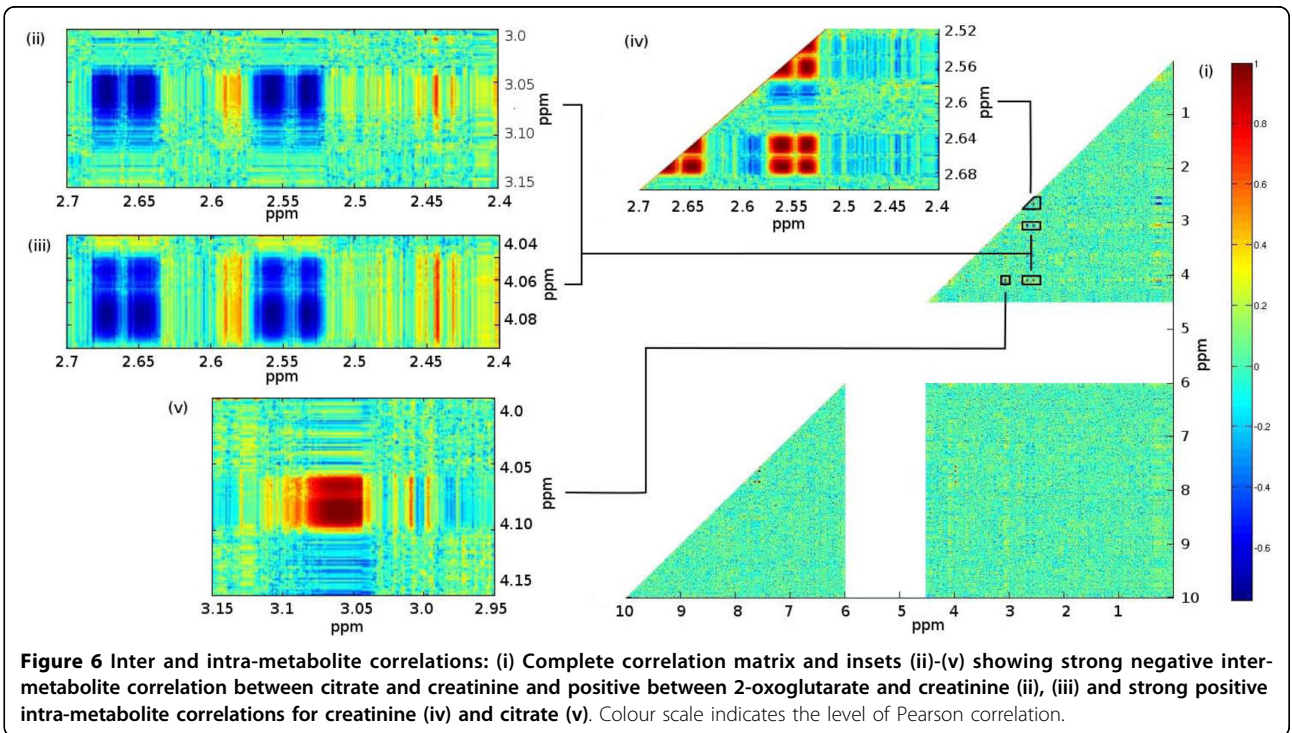 (ii)
3.0
3.05
3.10
3.15
ppm
2.7 2.65 2.6 2.55 2.5 2.45 2.4
ppm
(iii)
4.04
4.06
4.08
ppm
2.7 2.65 2.6 2.55 2.5 2.45 2.4
ppm
(iv)
2.52
2.56
2.6
2.64
2.68
ppm
2.7 2.65 2.6 2.55 2.5 2.45 2.4
ppm
(v)
4.0
4.05
4.10
4.15
ppm
3.15 3.1 3.05 3.0 2.95
ppm
(i)
1
2
3
4
5
6
7
8
9
10
ppm
10 9 8 7 6 5 4 3 2 1
ppm
1
0.8
0.6
0.4
0.2
0
-0.2
-0.4
-0.6
Figure 6 Inter and intra-metabolite correlations: (i) Complete correlation matrix and insets (ii)-(v) showing strong negative inter-
metabolite correlation between citrate and creatinine and positive between 2-oxoglutarate and creatinine (ii), (iii) and strong positive
intra-metabolite correlations for creatinine (iv) and citrate (v). Colour scale indicates the level of Pearson correlation.